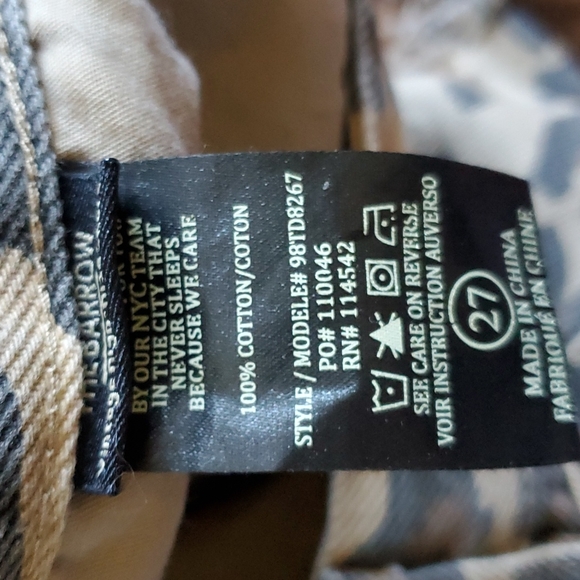 THE BARROW
BY OUR NYC TEAM
IN THE CITY THAT
NEVER SLEEPS
BECAUSE WE CARE
100% COTTON/COTON
STYLE / MODELE# 98TD8267
PO# 110046
RN# 114542
SEE CARE ON REVERSE
VOIR INSTRUCTION AUVERSO
27
MADE IN CHINA
FABRIQUÉ EN CHINE